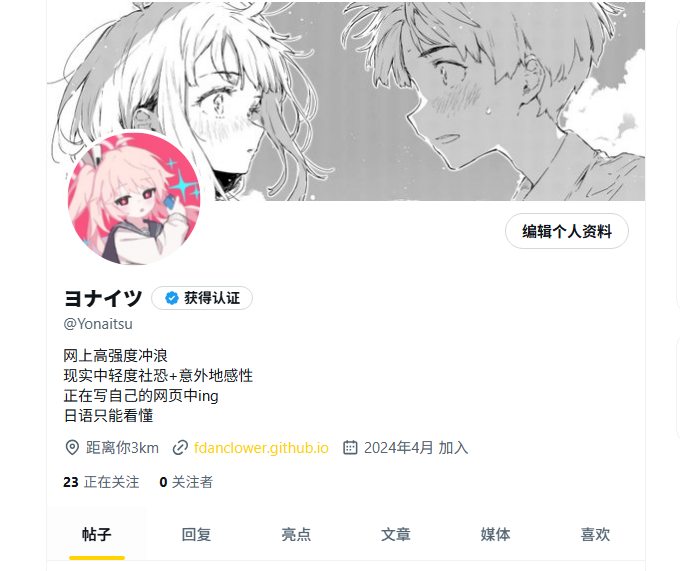 编辑个人资料
ヨナイツ 获得认证
@Yonaitsu
网上高强度冲浪
现实中轻度社恐+意外地感性
正在写自己的网页中ing
日语只能看懂
距离你3km fdanclower.github.io 2024年4月 加入
23 正在关注 0 关注者
帖子 回复 亮点 文章 媒体 喜欢